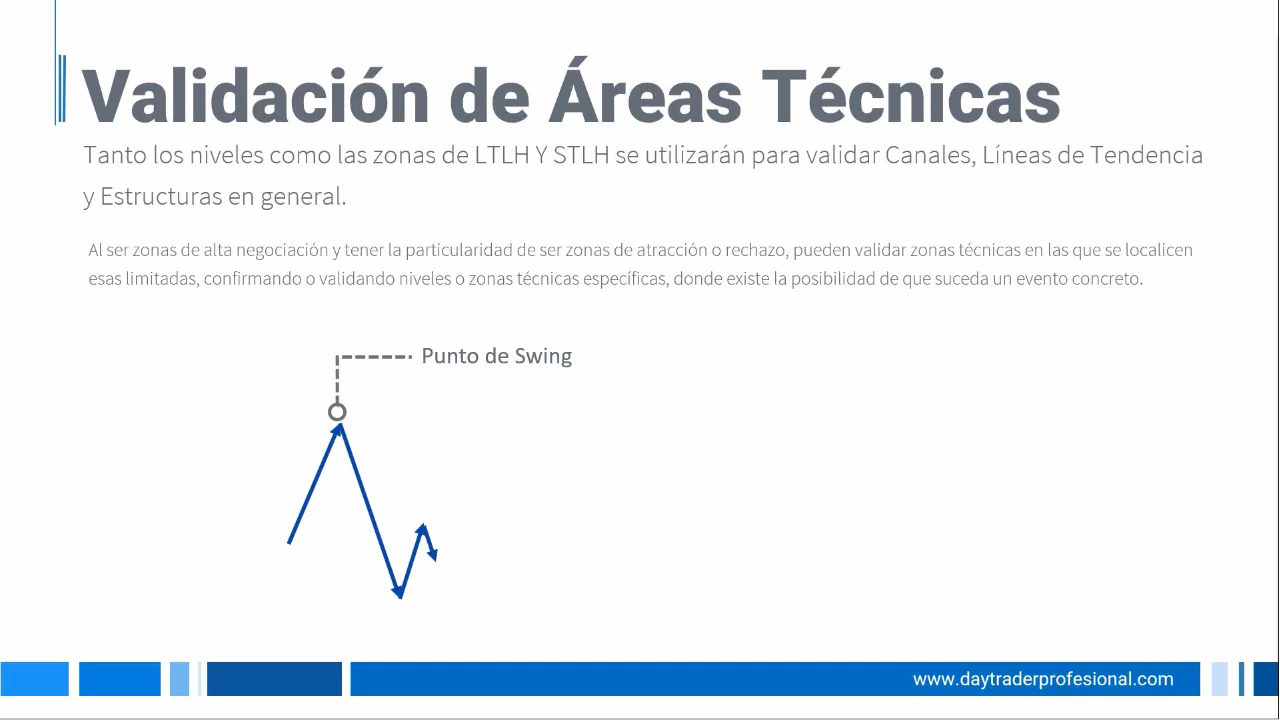 Validación de Áreas Técnicas
Tanto los niveles como las zonas de LTLH Y STLH se utilizarán para validar Canales, Líneas de Tendencia
y Estructuras en general.
Al ser zonas de alta negociación y tener la particularidad de ser zonas de atracción o rechazo, pueden validar zonas técnicas en las que se localicen
esas limitadas, confirmando o validando niveles o zonas técnicas específicas, donde existe la posibilidad de que suceda un evento concreto.
Punto de Swing
www.daytraderprofesional.com